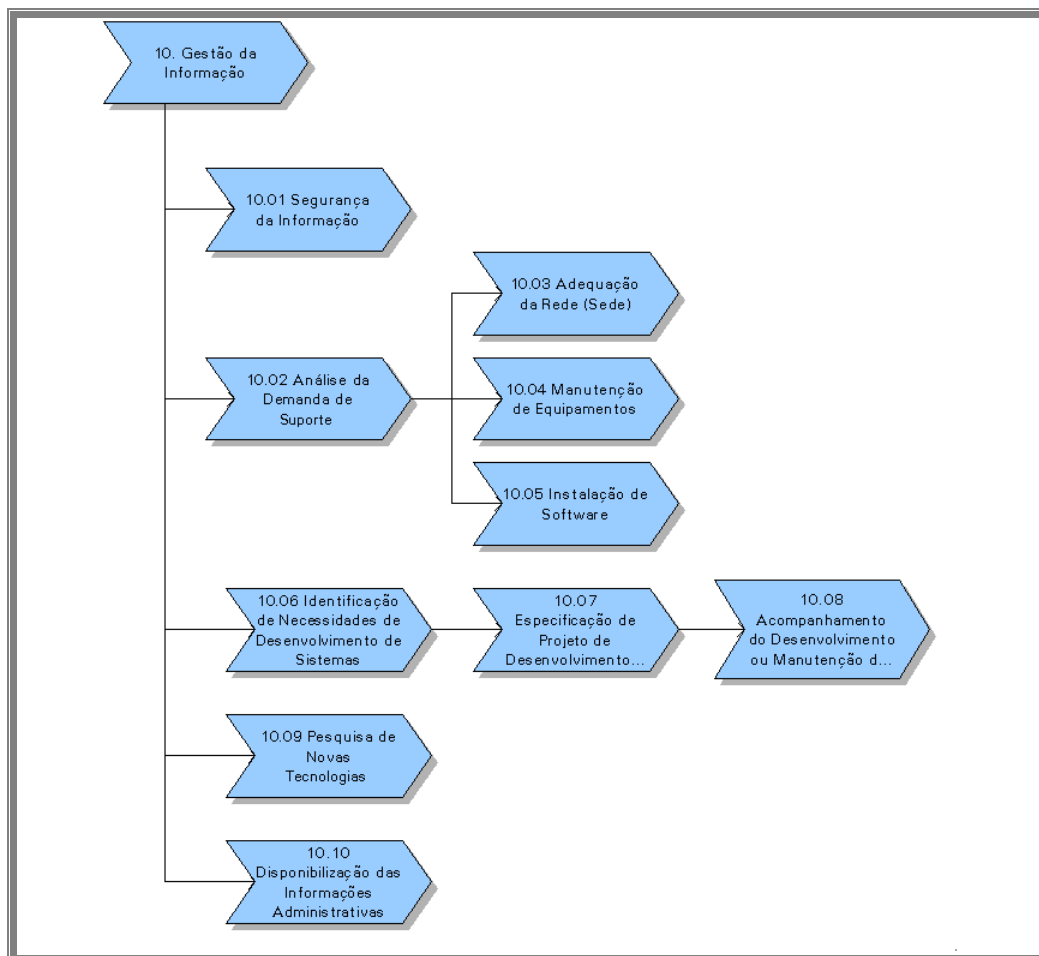 10. Gestão da
Informação
10.01 Segurança
da Informação
10.02 Análise da
Demanda de
Suporte
10.03 Adequação
da Rede (Sede)
10.04 Manutenção
de Equipamentos
10.05 Instalação de
Software
10.06 Identificação
de Necessidades de
Desenvolvimento de
Sistemas
10.07
Especificação de
Projeto de
Desenvolvimento...
10.08
Acompanhamento
do Desenvolvimento
ou Manutenção d...
10.09 Pesquisa de
Novas
Tecnologias
10.10
Disponibilização das
Informações
Administrativas